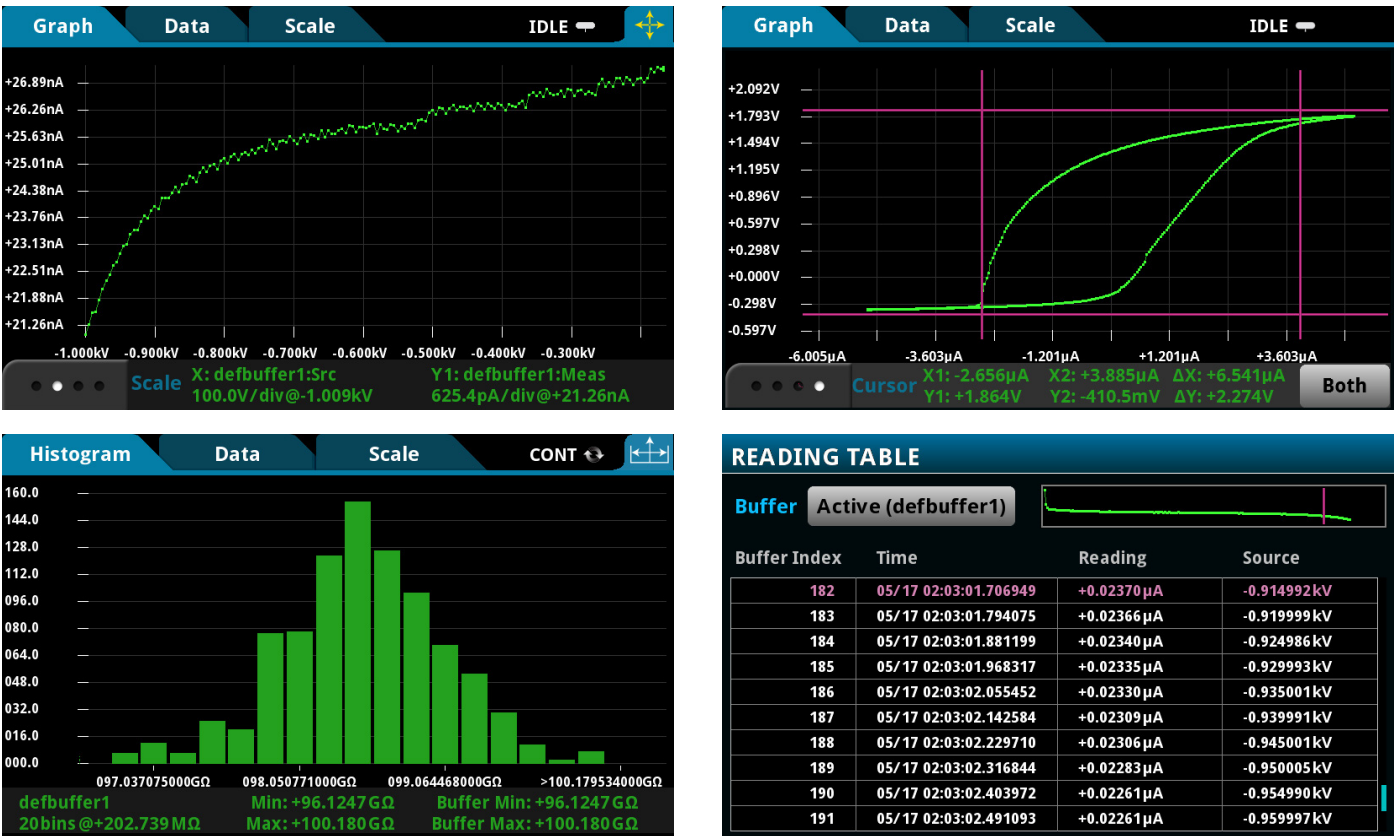 Graph Data Scale IDLE
+26.89nA
+26.26nA
+25.63nA
+25.01nA
+24.38nA
+23.76nA
+23.13nA
+22.51nA
+21.88nA
+21.26nA
-1.000kV -0.900kV -0.800kV -0.700kV -0.600kV -0.500kV -0.400kV -0.300kV
Scale X: defbuffer1:Src Y1: defbuffer1:Meas
100.0V/div@-1.009kV 625.4pA/div@+21.26nA
Graph Data Scale IDLE
+2.092V
+1.793V
+1.494V
+1.195V
+0.896V
+0.597V
+0.298V
+0.000V
-0.298V
-0.597V
-6.005µA -3.603µA -1.201µA +1.201µA +3.603µA
Cursor X1: -2.656µA X2: +3.885µA ΔX: +6.541µA
Y1: +1.864V Y2: -410.5mV ΔY: +2.274V
Both
Histogram Data Scale CONT
160.0
144.0
128.0
112.0
096.0
080.0
064.0
048.0
032.0
016.0
000.0
097.037075000GΩ 098.050771000GΩ 099.064468000GΩ >100.179534000GΩ
defbuffer1 Min: +96.1247GΩ Buffer Min: +96.1247GΩ
20bins@+202.739MΩ Max: +100.180GΩ Buffer Max: +100.180GΩ
READING TABLE
Buffer Active (defbuffer1)
Buffer Index Time Reading Source
182 05/17 02:03:01.706949 +0.02370µA -0.914992kV
183 05/17 02:03:01.794075 +0.02366µA -0.919999kV
184 05/17 02:03:01.881199 +0.02340µA -0.924986kV
185 05/17 02:03:01.968317 +0.02335µA -0.929993kV
186 05/17 02:03:02.055452 +0.02330µA -0.935001kV
187 05/17 02:03:02.142584 +0.02309µA -0.939991kV
188 05/17 02:03:02.229710 +0.02306µA -0.945001kV
189 05/17 02:03:02.316844 +0.02283µA -0.950005kV
190 05/17 02:03:02.403972 +0.02261µA -0.954990kV
191 05/17 02:03:02.491093 +0.02261µA -0.959997kV